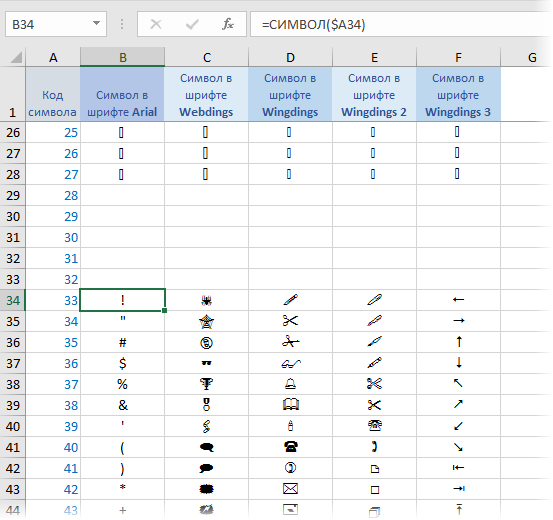 B34 fx =СИМВОЛ($A34)
A B C D E F G
1 Код символа Символ в шрифте Arial Символ в шрифте Webdings Символ в шрифте Wingdings Символ в шрифте Wingdings 2 Символ в шрифте Wingdings 3
26 25
27 26
28 27
29 28
30 29
31 30
32 31
33 32
34 33 ! 🕷 ✏ ←
35 34 " ✂ →
36 35 # ✁ ↑
37 36 $ 🕶 👓 ↓
38 37 % 🕭 ✄ ↖
39 38 & 🎖 🕮 ✂ ↗
40 39 ' 🕯 ☏ ↙
41 40 ( 🗨 ☎ ↘
42 41 ) ✆ ⇤
43 42 * 🖂 □ ⇥
44 43 +